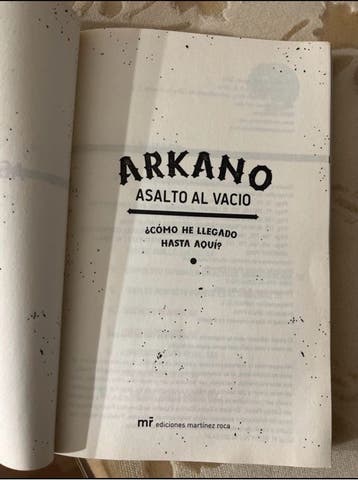 ARKANO
ASALTO AL VACIO
¿CÓMO HE LLEGADO
HASTA AQUÍ?
mr̄ ediciones martínez roca